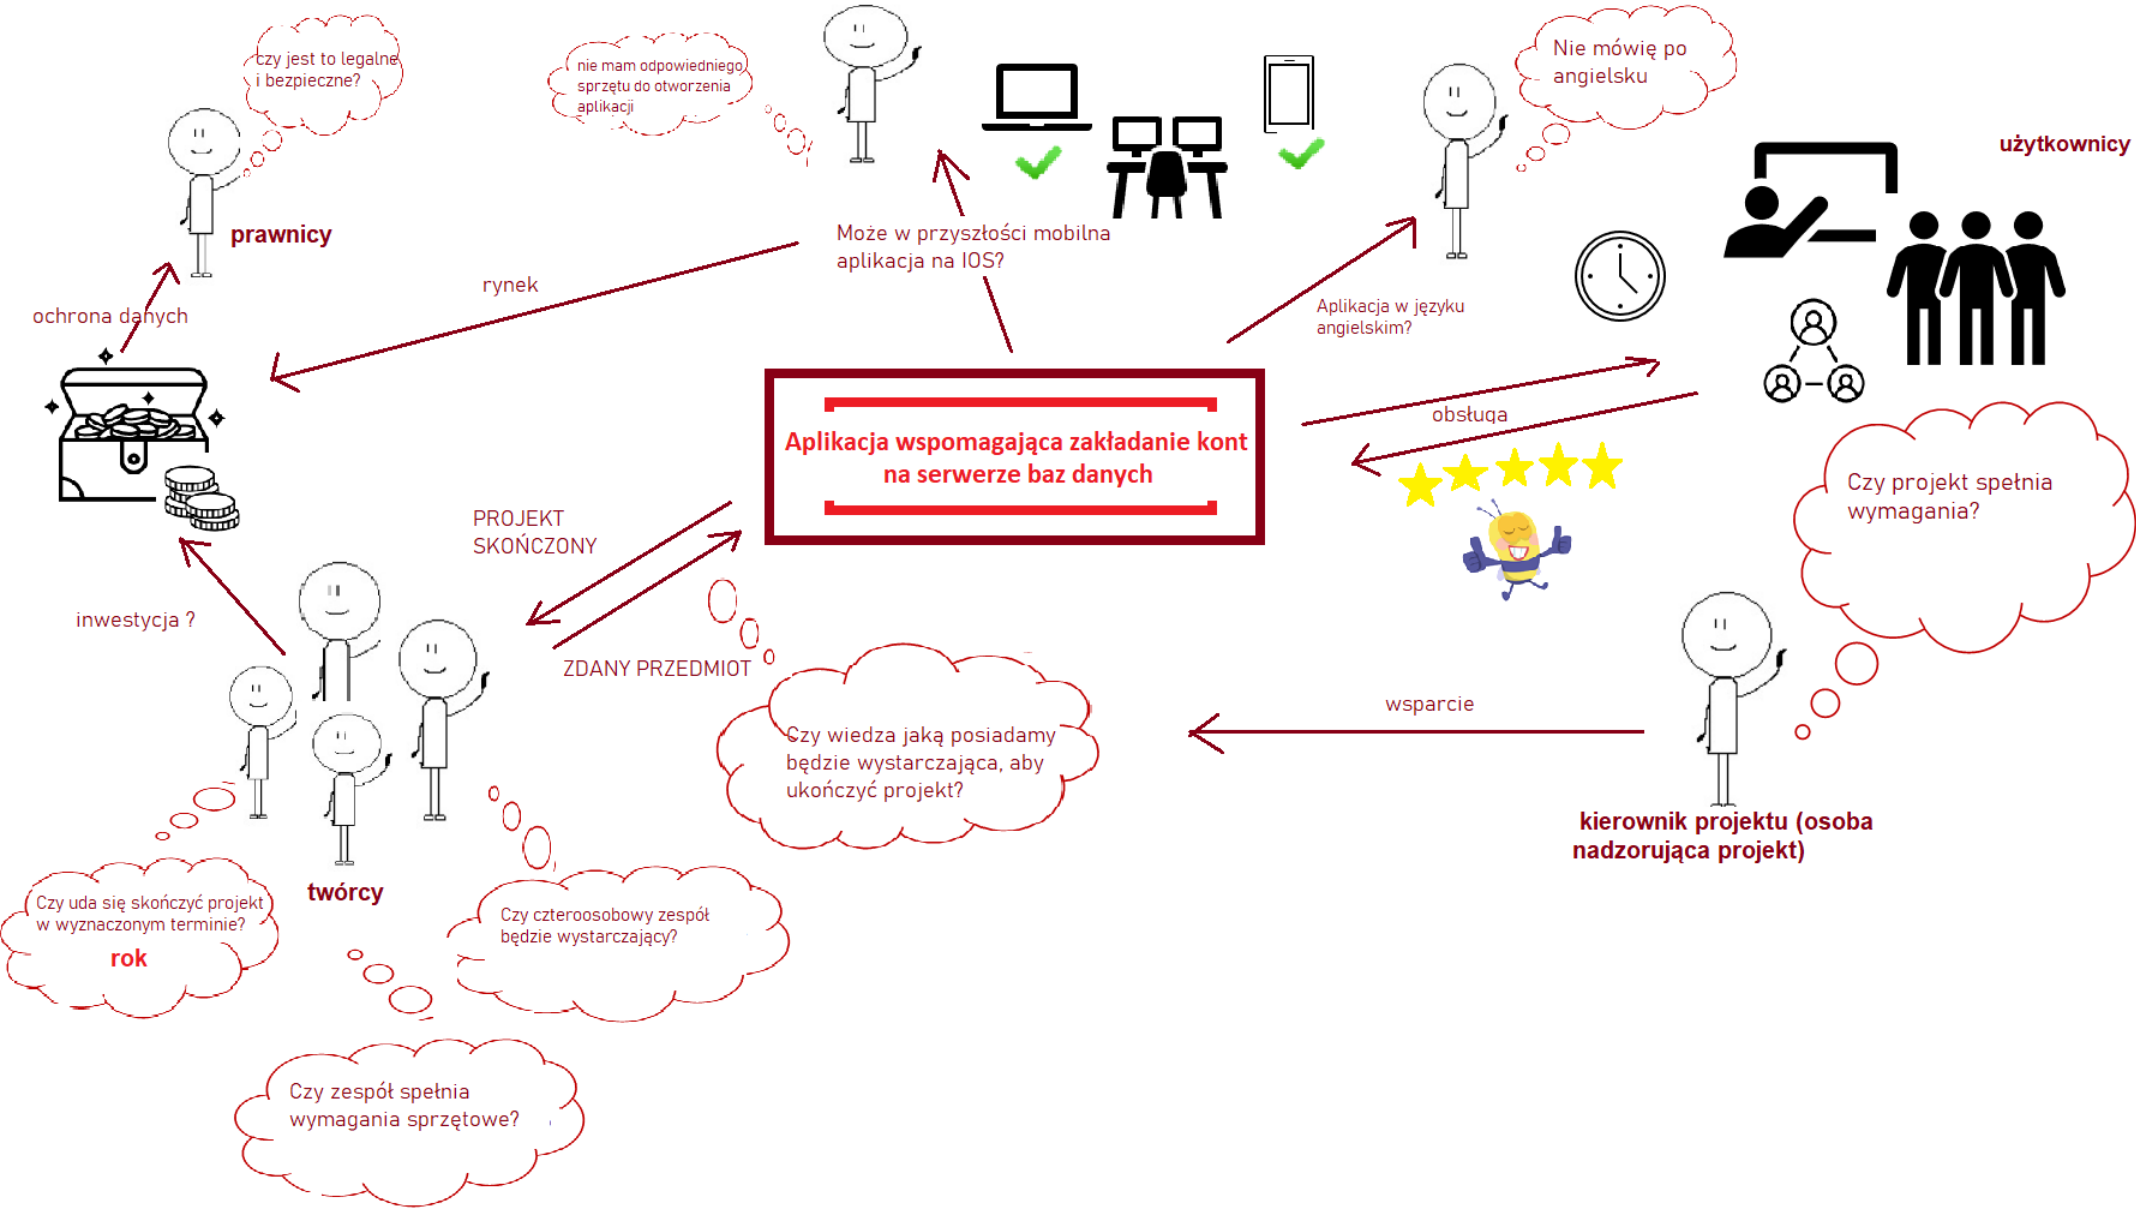 czy jest to legalne
i bezpieczne?
prawnicy
nie mam odpowiedniego
sprzętu do otworzenia
aplikacji
Nie mówię po
angielsku
użytkownicy
Może w przyszłości mobilna
aplikacja na IOS?
rynek
ochrona danych
Aplikacja w języku
angielskim?
obsługa
Aplikacja wspomagająca zakładanie kont
na serwerze baz danych
Czy projekt spełnia
wymagania?
PROJEKT
SKOŃCZONY
ZDANY PRZEDMIOT
inwestycja ?
Czy wiedza jaką posiadamy
będzie wystarczająca, aby
ukończyć projekt?
wsparcie
kierownik projektu (osoba
nadzorująca projekt)
twórcy
Czy uda się skończyć projekt
w wyznaczonym terminie?
rok
Czy czteroosobowy zespół
będzie wystarczający?
Czy zespół spełnia
wymagania sprzętowe?